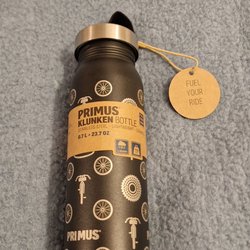 PRIMUS
KLUNKEN BOTTLE
0.7 L • 23.7 OZ
FUEL
YOUR
RIDE
PRIMUS